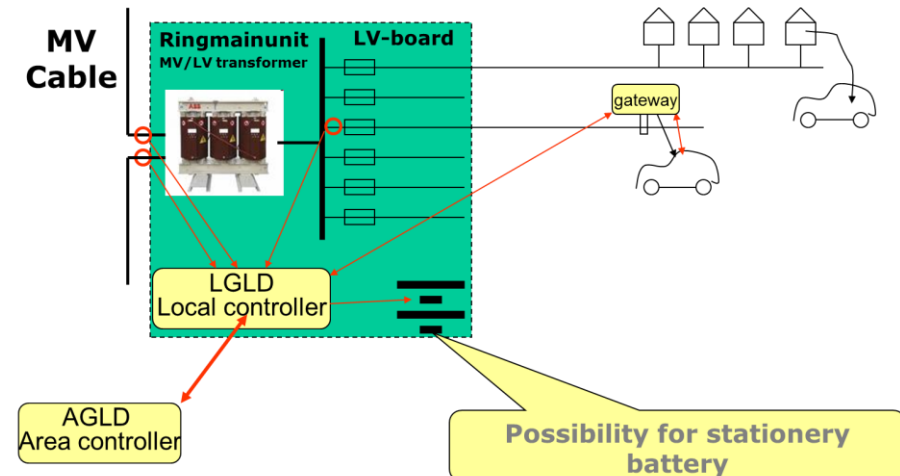 MV
Cable
Ringmainunit
MV/LV transformer
LV-board
ABB
gateway
LGLD
Local controller
AGLD
Area controller
Possibility for stationery
battery